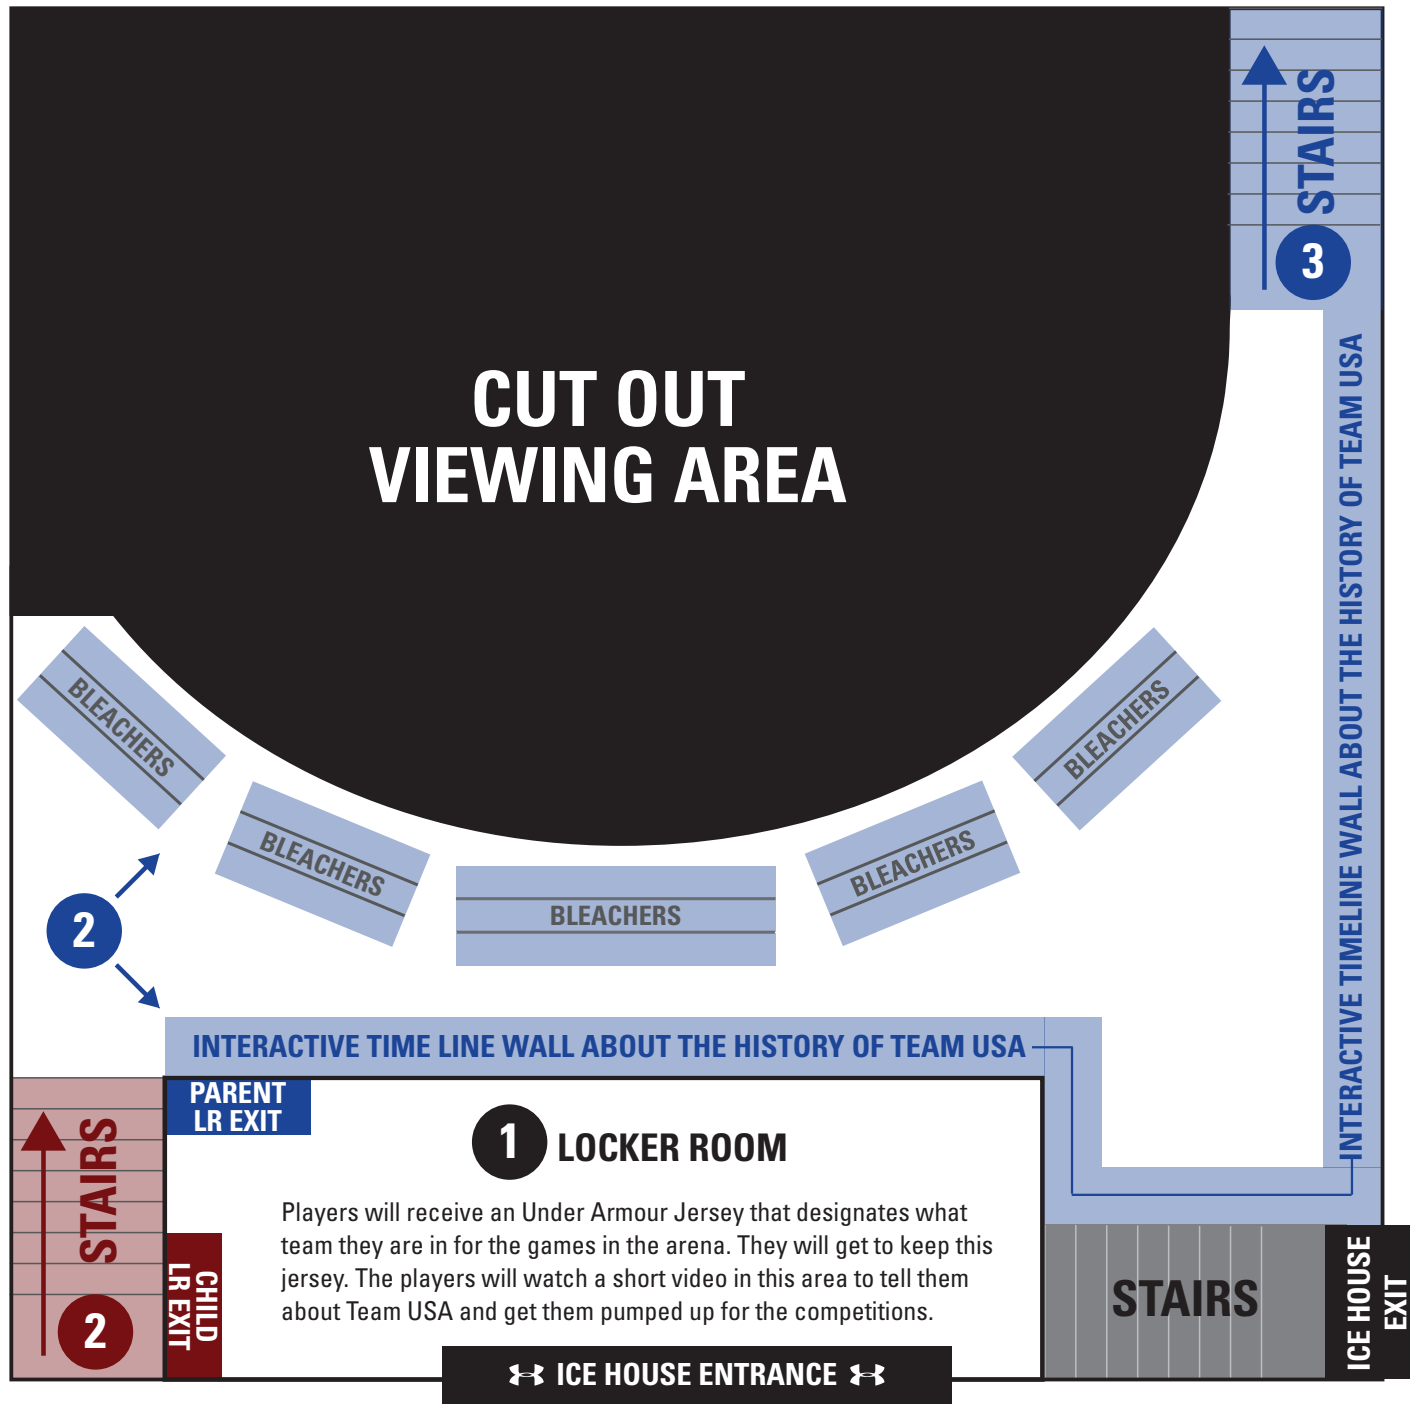 STAIRS
3
CUT OUT
VIEWING AREA
INTERACTIVE TIMELINE WALL ABOUT THE HISTORY OF TEAM USA
BLEACHERS
BLEACHERS
BLEACHERS
BLEACHERS
BLEACHERS
2
INTERACTIVE TIME LINE WALL ABOUT THE HISTORY OF TEAM USA
PARENT
LR EXIT
1 LOCKER ROOM
Players will receive an Under Armour Jersey that designates what
team they are in for the games in the arena. They will get to keep this
jersey. The players will watch a short video in this area to tell them
about Team USA and get them pumped up for the competitions.
STAIRS
2
CHILD
LR EXIT
STAIRS
ICE HOUSE
EXIT
ICE HOUSE ENTRANCE